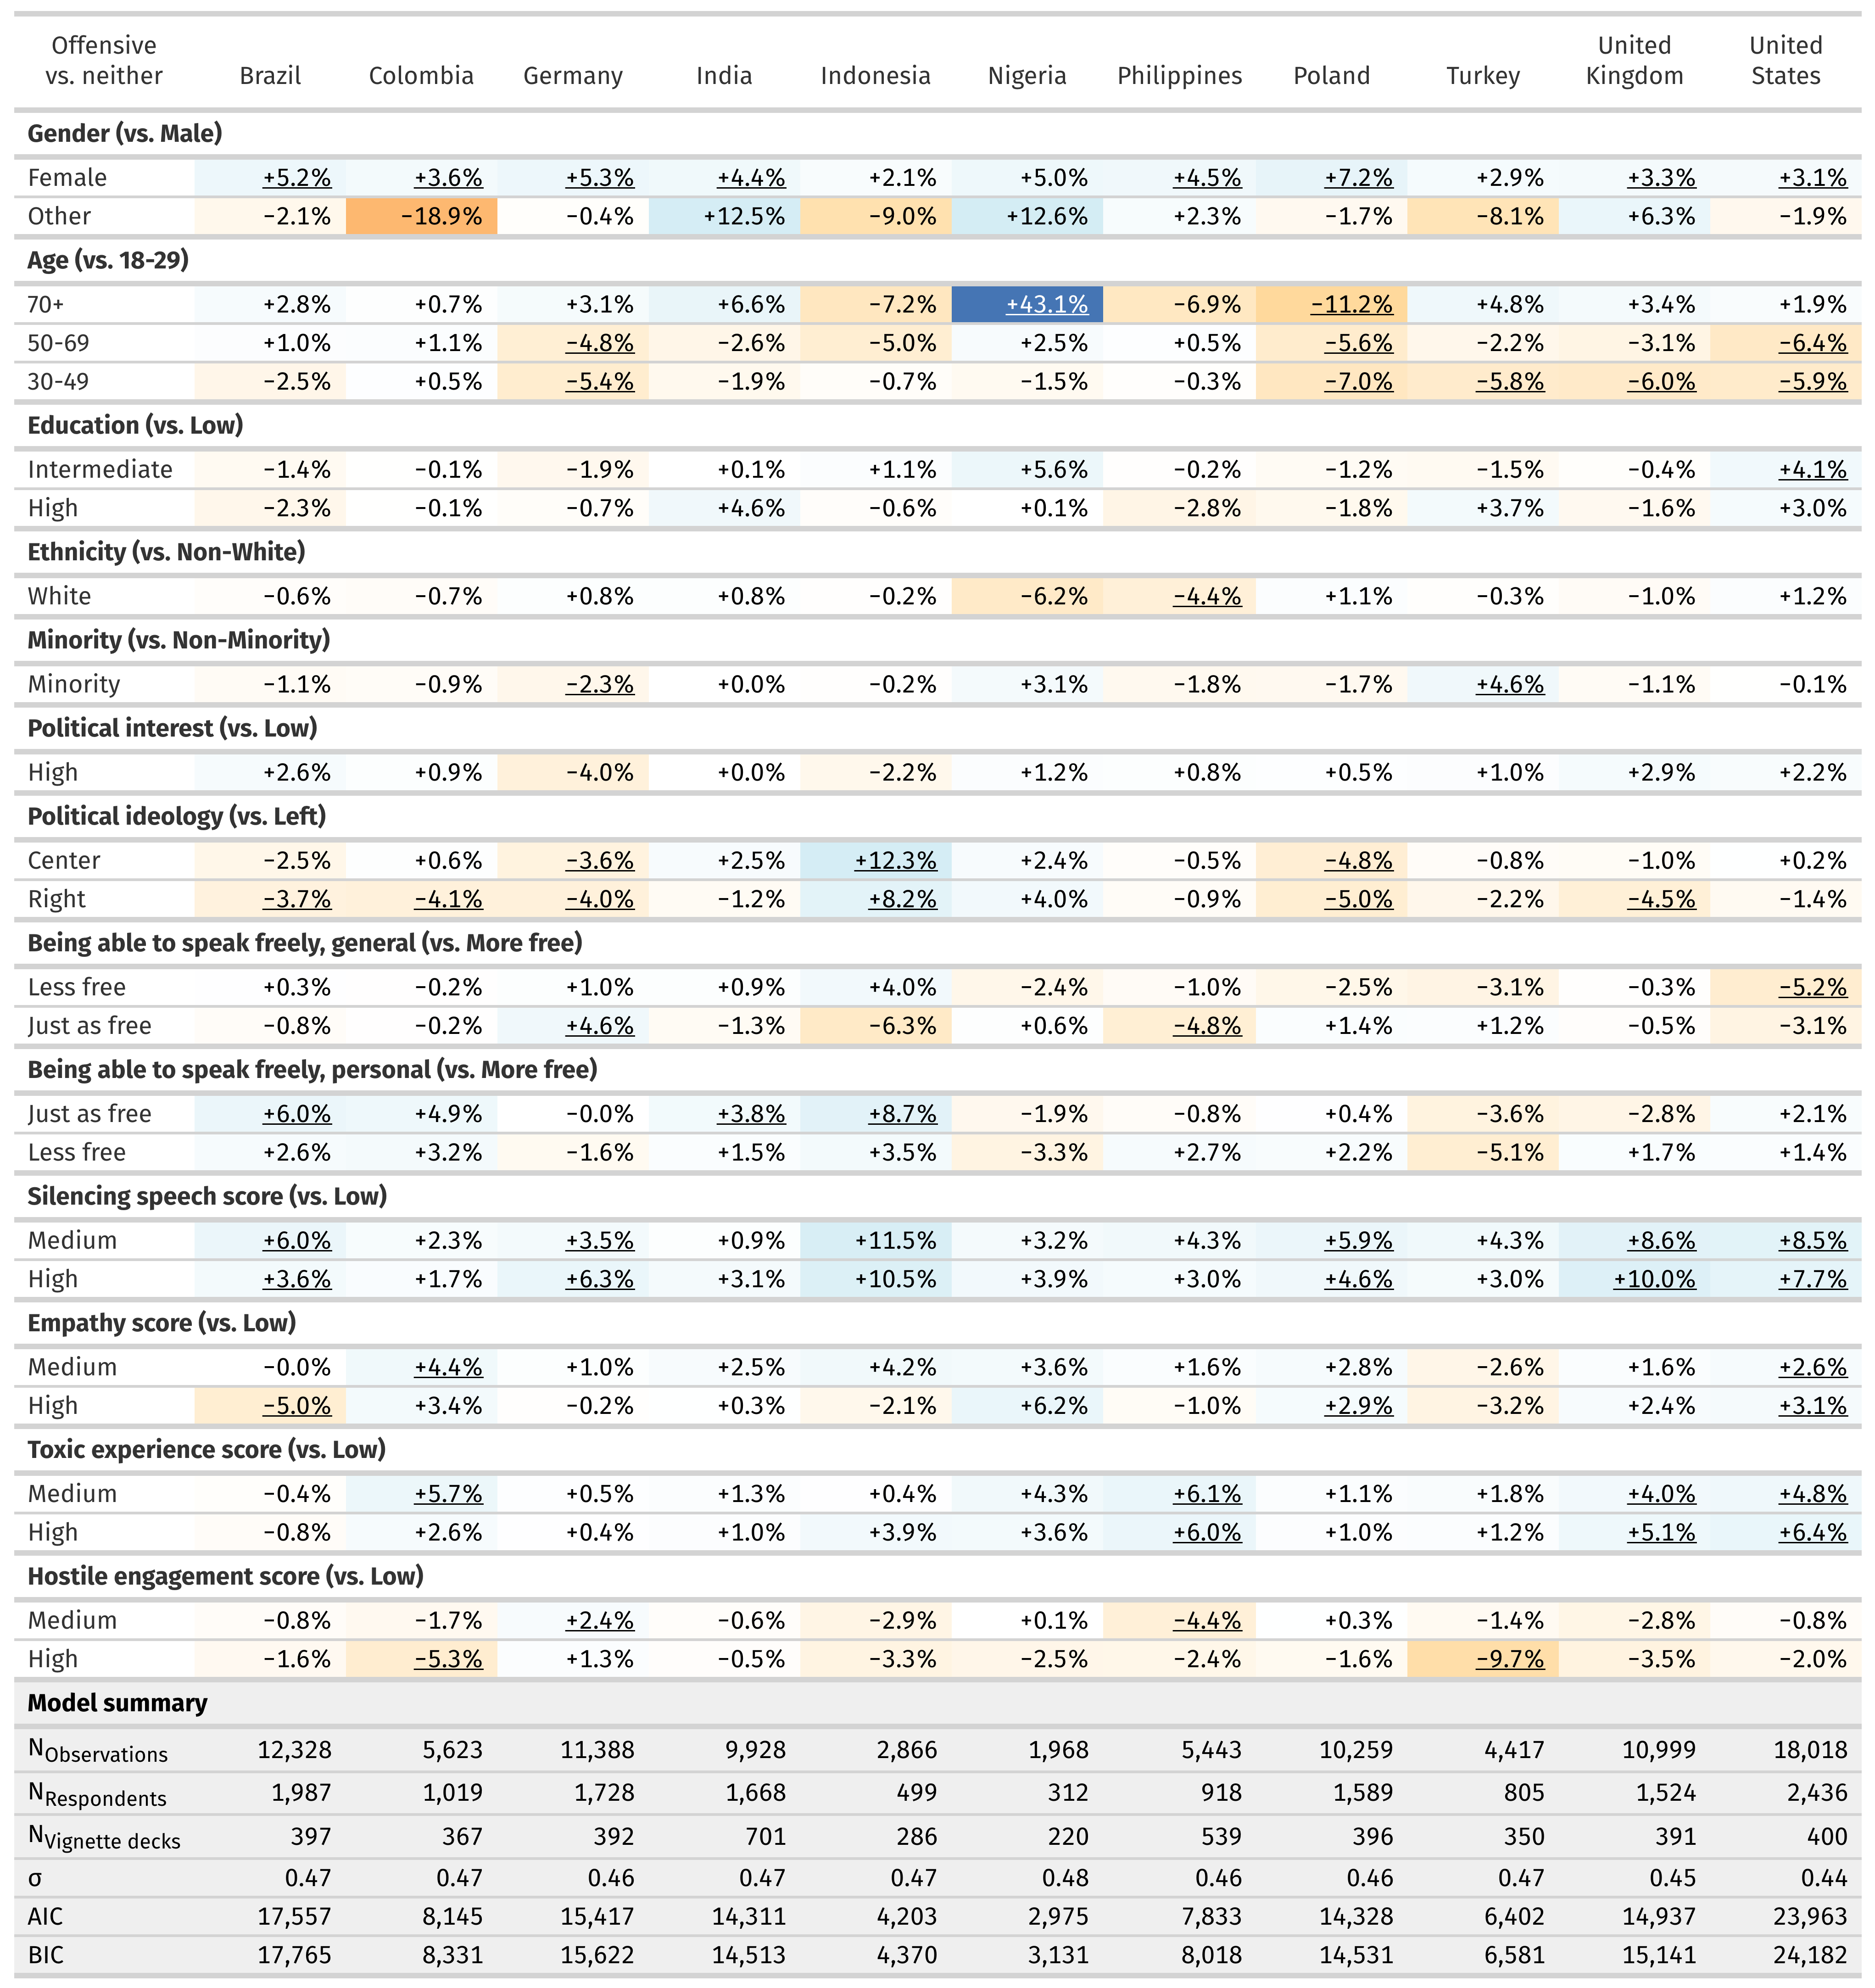 Offensive vs. neither Brazil Colombia Germany India Indonesia Nigeria Philippines Poland Turkey United Kingdom United States
Gender (vs. Male)
Female +5.2% +3.6% +5.3% +4.4% +2.1% +5.0% +4.5% +7.2% +2.9% +3.3% +3.1%
Other −2.1% −18.9% −0.4% +12.5% −9.0% +12.6% +2.3% −1.7% −8.1% +6.3% −1.9%
Age (vs. 18-29)
70+ +2.8% +0.7% +3.1% +6.6% −7.2% +43.1% −6.9% −11.2% +4.8% +3.4% +1.9%
50-69 +1.0% +1.1% −4.8% −2.6% −5.0% +2.5% +0.5% −5.6% −2.2% −3.1% −6.4%
30-49 −2.5% +0.5% −5.4% −1.9% −0.7% −1.5% −0.3% −7.0% −5.8% −6.0% −5.9%
Education (vs. Low)
Intermediate −1.4% −0.1% −1.9% +0.1% +1.1% +5.6% −0.2% −1.2% −1.5% −0.4% +4.1%
High −2.3% −0.1% −0.7% +4.6% −0.6% +0.1% −2.8% −1.8% +3.7% −1.6% +3.0%
Ethnicity (vs. Non-White)
White −0.6% −0.7% +0.8% +0.8% −0.2% −6.2% −4.4% +1.1% −0.3% −1.0% +1.2%
Minority (vs. Non-Minority)
Minority −1.1% −0.9% −2.3% +0.0% −0.2% +3.1% −1.8% −1.7% +4.6% −1.1% −0.1%
Political interest (vs. Low)
High +2.6% +0.9% −4.0% +0.0% −2.2% +1.2% +0.8% +0.5% +1.0% +2.9% +2.2%
Political ideology (vs. Left)
Center −2.5% +0.6% −3.6% +2.5% +12.3% +2.4% −0.5% −4.8% −0.8% −1.0% +0.2%
Right −3.7% −4.1% −4.0% −1.2% +8.2% +4.0% −0.9% −5.0% −2.2% −4.5% −1.4%
Being able to speak freely, general (vs. More free)
Less free +0.3% −0.2% +1.0% +0.9% +4.0% −2.4% −1.0% −2.5% −3.1% −0.3% −5.2%
Just as free −0.8% −0.2% +4.6% −1.3% −6.3% +0.6% −4.8% +1.4% +1.2% −0.5% −3.1%
Being able to speak freely, personal (vs. More free)
Just as free +6.0% +4.9% −0.0% +3.8% +8.7% −1.9% −0.8% +0.4% −3.6% −2.8% +2.1%
Less free +2.6% +3.2% −1.6% +1.5% +3.5% −3.3% +2.7% +2.2% −5.1% +1.7% +1.4%
Silencing speech score (vs. Low)
Medium +6.0% +2.3% +3.5% +0.9% +11.5% +3.2% +4.3% +5.9% +4.3% +8.6% +8.5%
High +3.6% +1.7% +6.3% +3.1% +10.5% +3.9% +3.0% +4.6% +3.0% +10.0% +7.7%
Empathy score (vs. Low)
Medium −0.0% +4.4% +1.0% +2.5% +4.2% +3.6% +1.6% +2.8% −2.6% +1.6% +2.6%
High −5.0% +3.4% −0.2% +0.3% −2.1% +6.2% −1.0% +2.9% −3.2% +2.4% +3.1%
Toxic experience score (vs. Low)
Medium −0.4% +5.7% +0.5% +1.3% +0.4% +4.3% +6.1% +1.1% +1.8% +4.0% +4.8%
High −0.8% +2.6% +0.4% +1.0% +3.9% +3.6% +6.0% +1.0% +1.2% +5.1% +6.4%
Hostile engagement score (vs. Low)
Medium −0.8% −1.7% +2.4% −0.6% −2.9% +0.1% −4.4% +0.3% −1.4% −2.8% −0.8%
High −1.6% −5.3% +1.3% −0.5% −3.3% −2.5% −2.4% −1.6% −9.7% −3.5% −2.0%
Model summary
NObservations 12,328 5,623 11,388 9,928 2,866 1,968 5,443 10,259 4,417 10,999 18,018
NRespondents 1,987 1,019 1,728 1,668 499 312 918 1,589 805 1,524 2,436
NVignette decks 397 367 392 701 286 220 539 396 350 391 400
σ 0.47 0.47 0.46 0.47 0.47 0.48 0.46 0.46 0.47 0.45 0.44
AIC 17,557 8,145 15,417 14,311 4,203 2,975 7,833 14,328 6,402 14,937 23,963
BIC 17,765 8,331 15,622 14,513 4,370 3,131 8,018 14,531 6,581 15,141 24,182